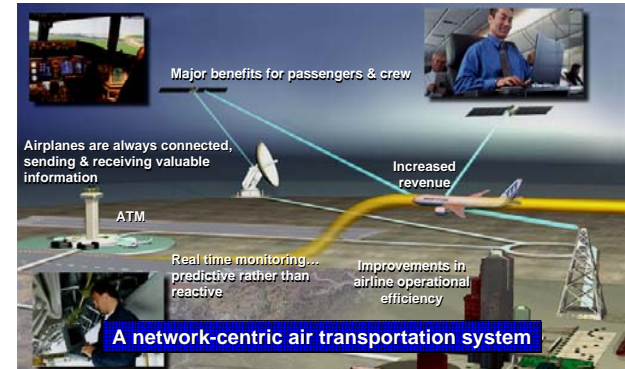 Major benefits for passengers & crew
Airplanes are always connected,
sending & receiving valuable
information
Increased
revenue
ATM
Real time monitoring…
predictive rather than
reactive
Improvements in
airline operational
efficiency
A network-centric air transportation system